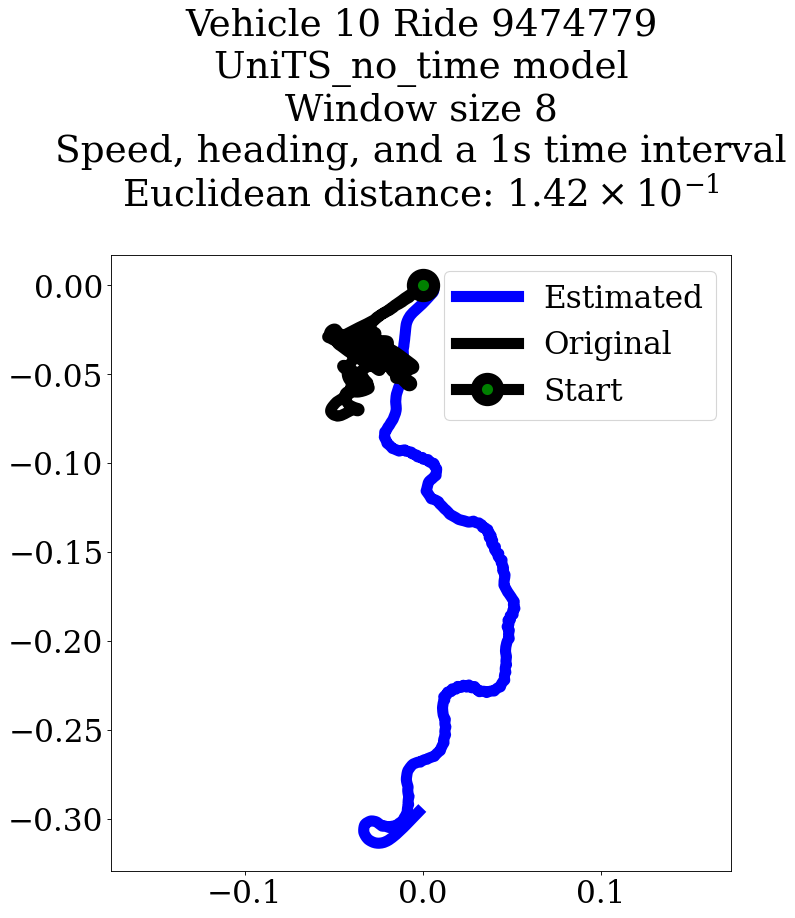 Vehicle 10 Ride 9474779
UniTS_no_time model
Window size 8
Speed, heading, and a 1s time interval
Euclidean distance: 1.42 × 10⁻¹
Estimated
Original
Start
0.00
−0.05
−0.10
−0.15
−0.20
−0.25
−0.30
−0.1 0.0 0.1